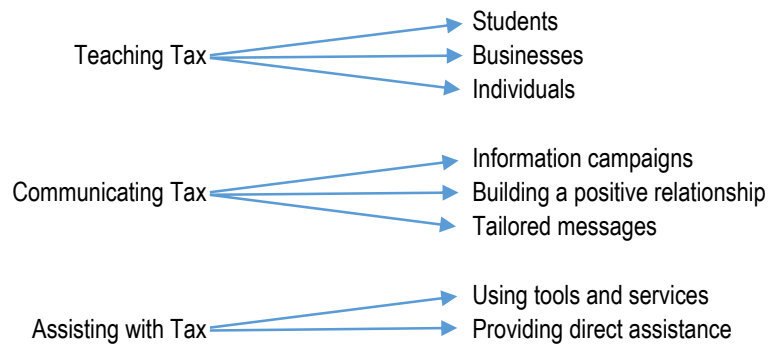 Teaching Tax
Students
Businesses
Individuals
Communicating Tax
Information campaigns
Building a positive relationship
Tailored messages
Assisting with Tax
Using tools and services
Providing direct assistance